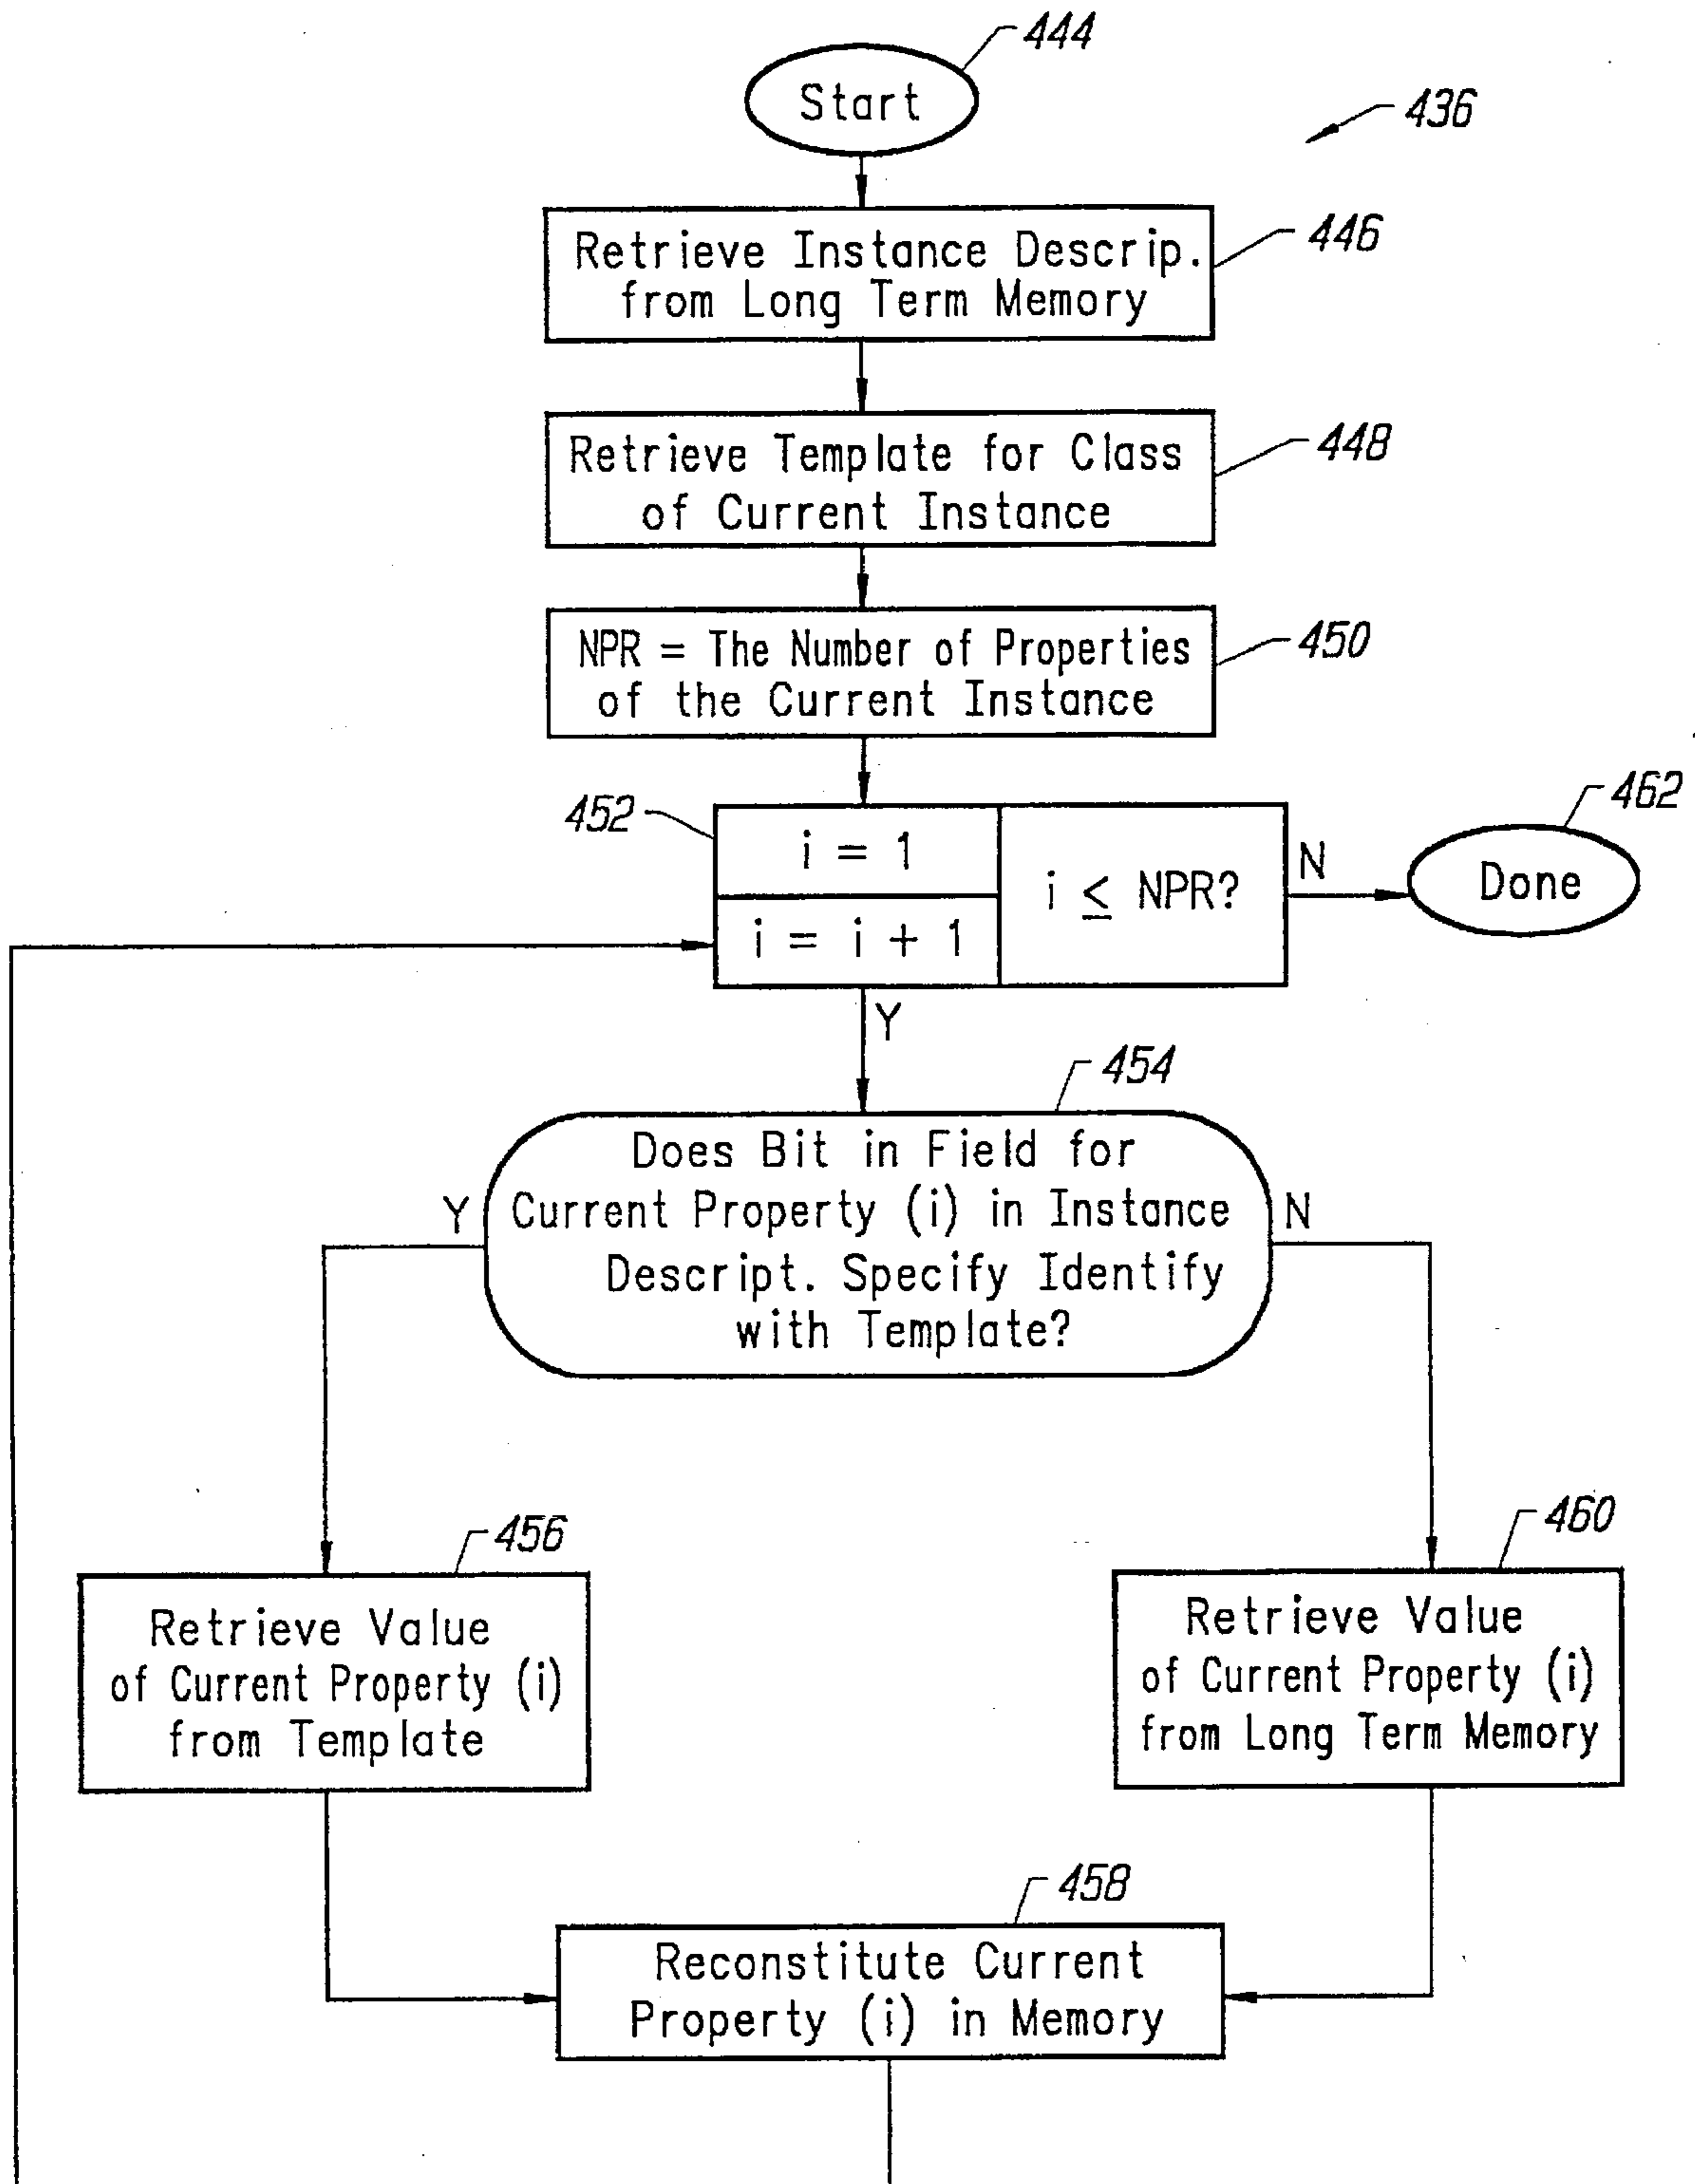 444
Start
436
Retrieve Instance Descrip.
from Long Term Memory
446
Retrieve Template for Class
of Current Instance
448
NPR = The Number of Properties
of the Current Instance
450
452
i = 1
i = i + 1
i ≤ NPR?
N
462
Done
Y
454
Does Bit in Field for
Current Property (i) in Instance
Descript. Specify Identify
with Template?
Y
N
456
Retrieve Value
of Current Property (i)
from Template
460
Retrieve Value
of Current Property (i)
from Long Term Memory
458
Reconstitute Current
Property (i) in Memory